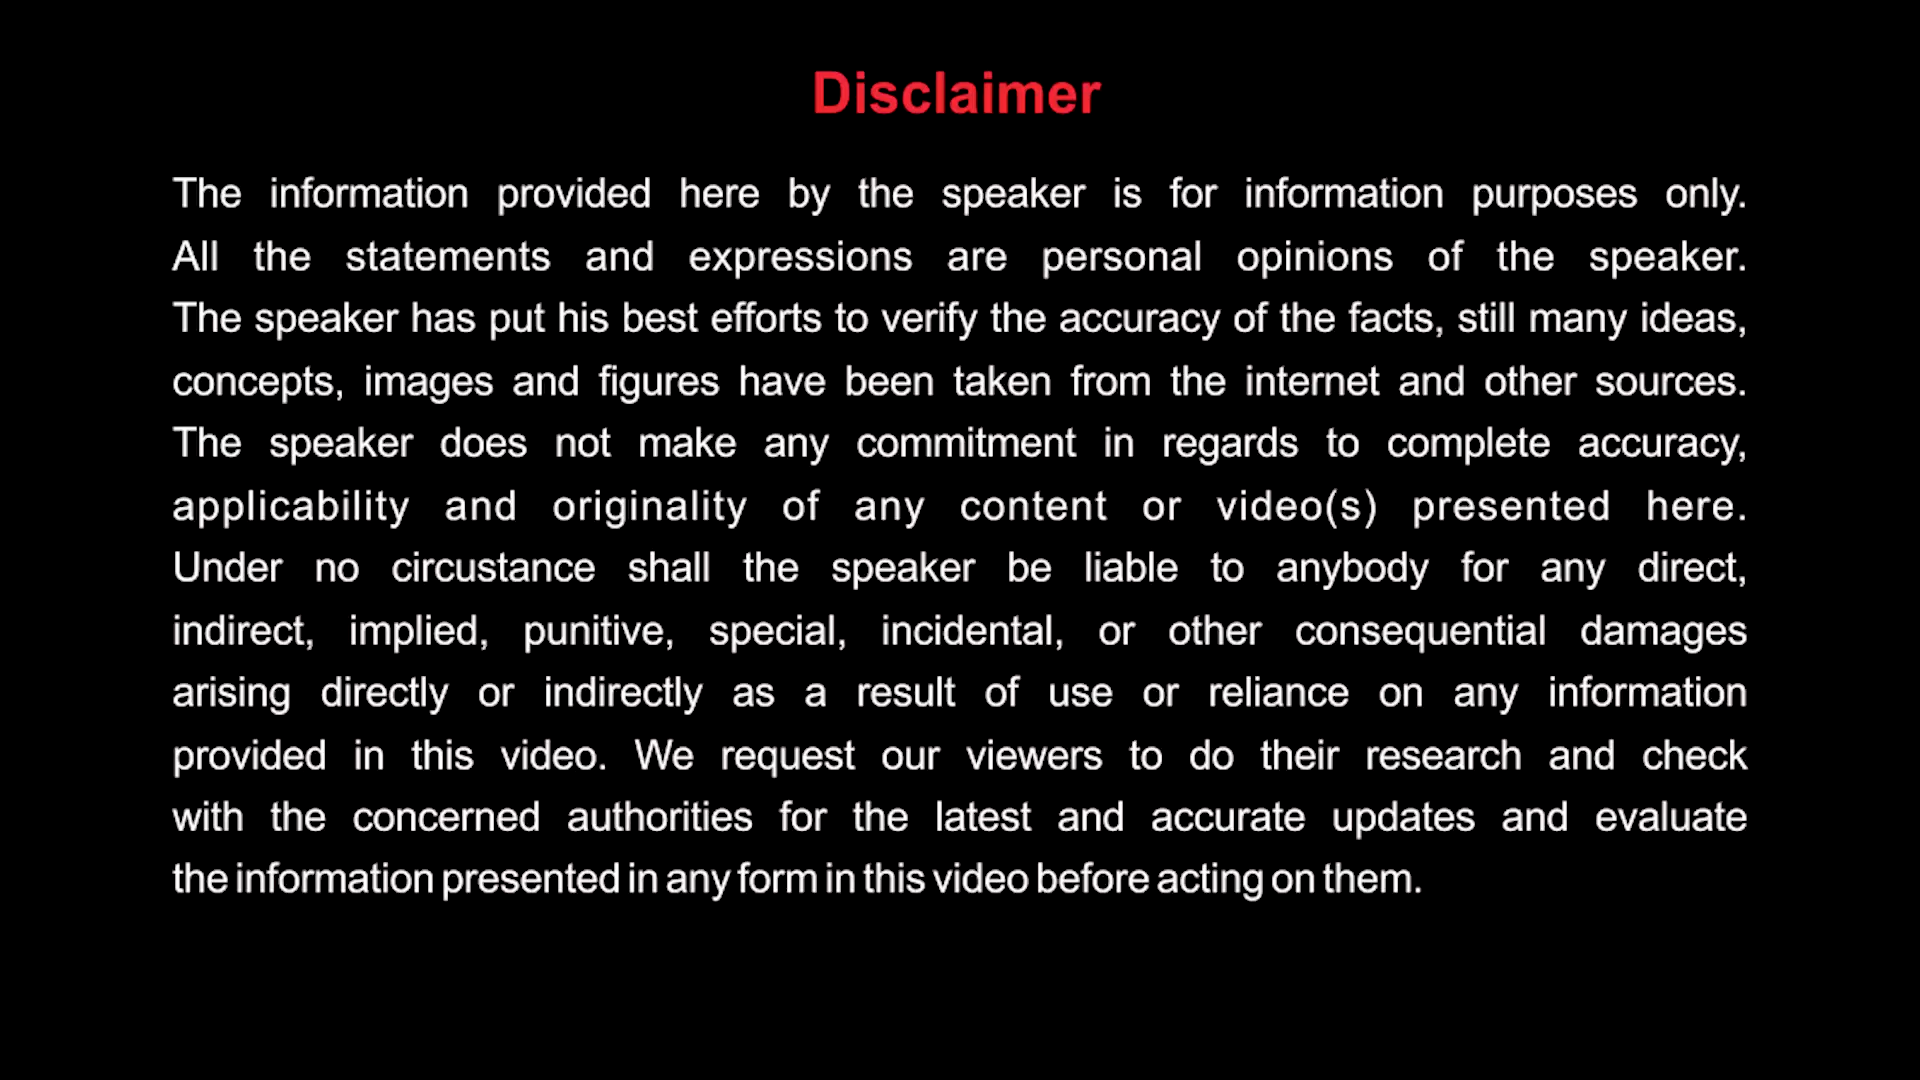 Disclaimer
The information provided here by the speaker is for information purposes only.
All the statements and expressions are personal opinions of the speaker.
The speaker has put his best efforts to verify the accuracy of the facts, still many ideas,
concepts, images and figures have been taken from the internet and other sources.
The speaker does not make any commitment in regards to complete accuracy,
applicability and originality of any content or video(s) presented here.
Under no circustance shall the speaker be liable to anybody for any direct,
indirect, implied, punitive, special, incidental, or other consequential damages
arising directly or indirectly as a result of use or reliance on any information
provided in this video. We request our viewers to do their research and check
with the concerned authorities for the latest and accurate updates and evaluate
the information presented in any form in this video before acting on them.